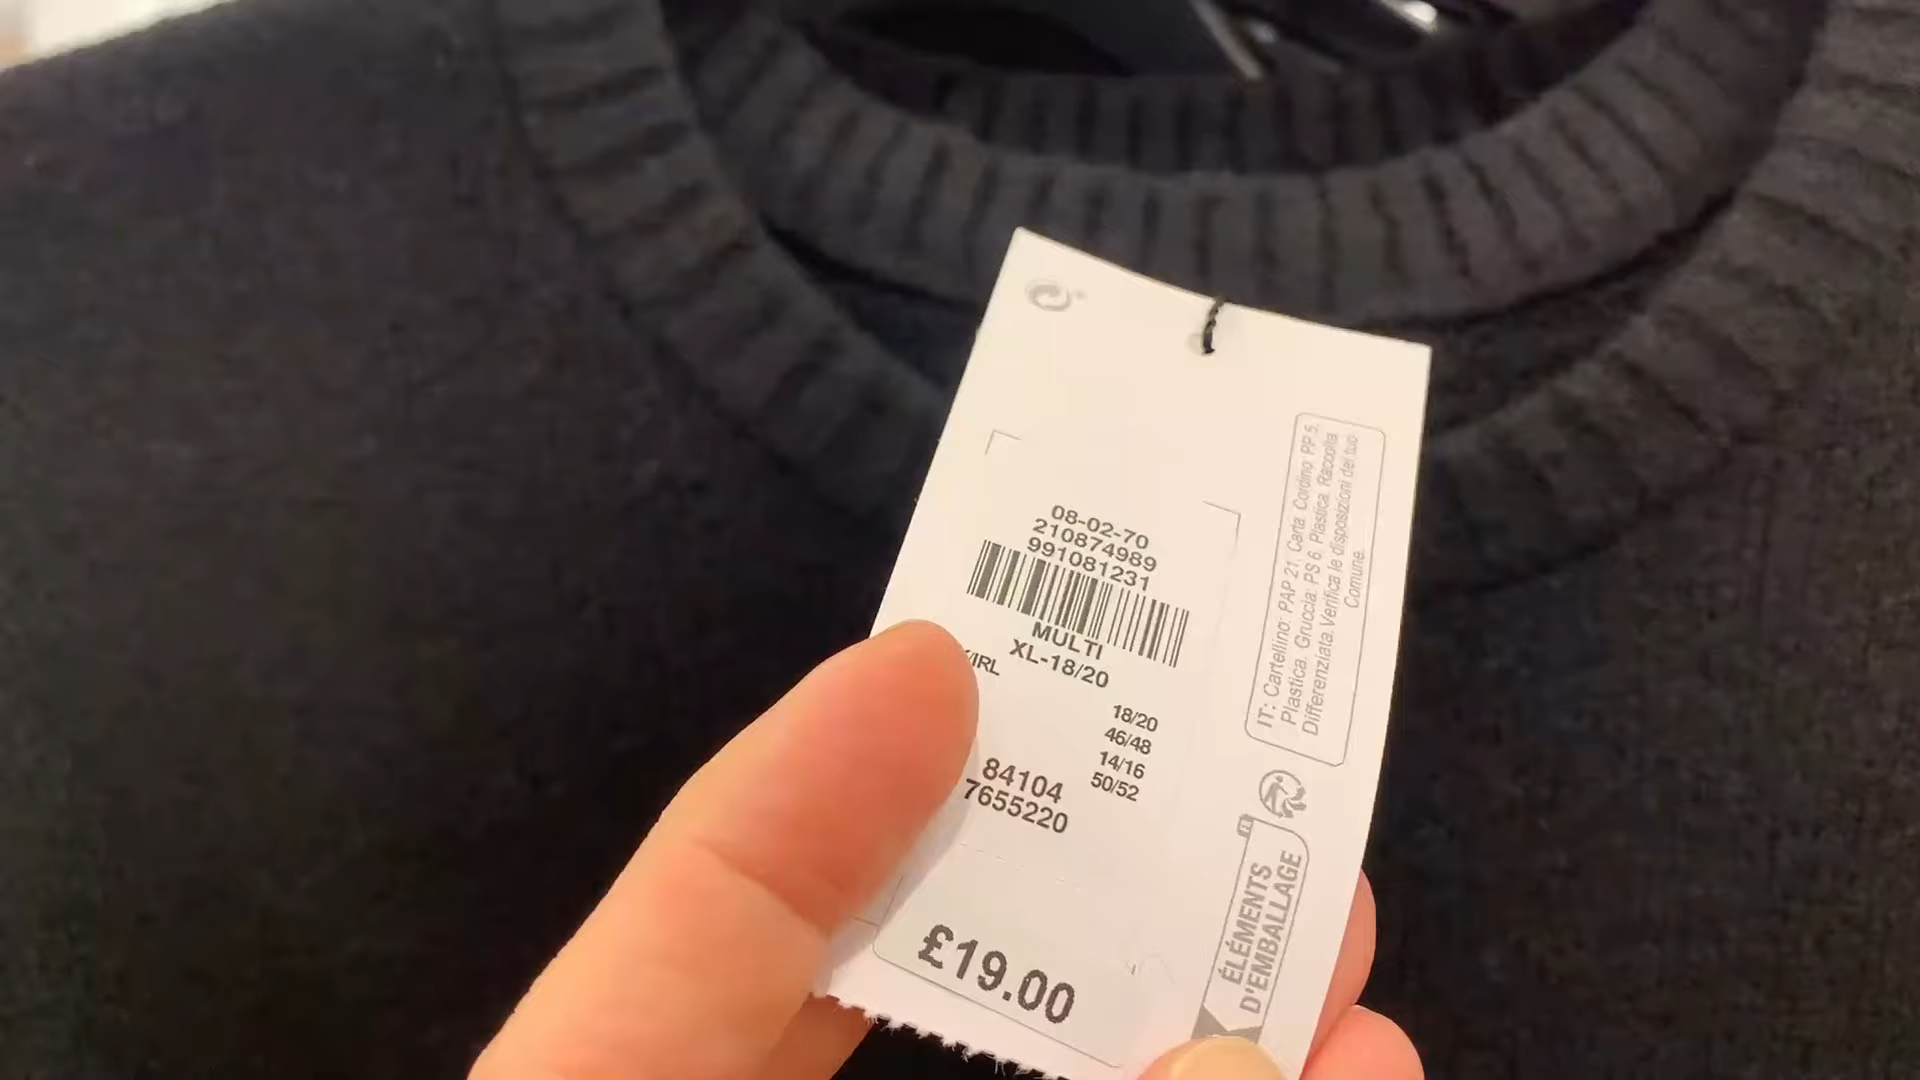 08-02-70
210874989
991081231
MULTI
XL-18/20
/IRL
18/20
46/48
14/16
50/52
84104
7655220
£19.00
IT: Cartellino: PAP 21, Carta. Cordino: PP 5,
Plastica. Gruccia: PS 6, Plastica. Raccolta
Differenziata. Verifica le disposizioni del tuo
Comune.
ÉLÉMENTS
D'EMBALLAGE